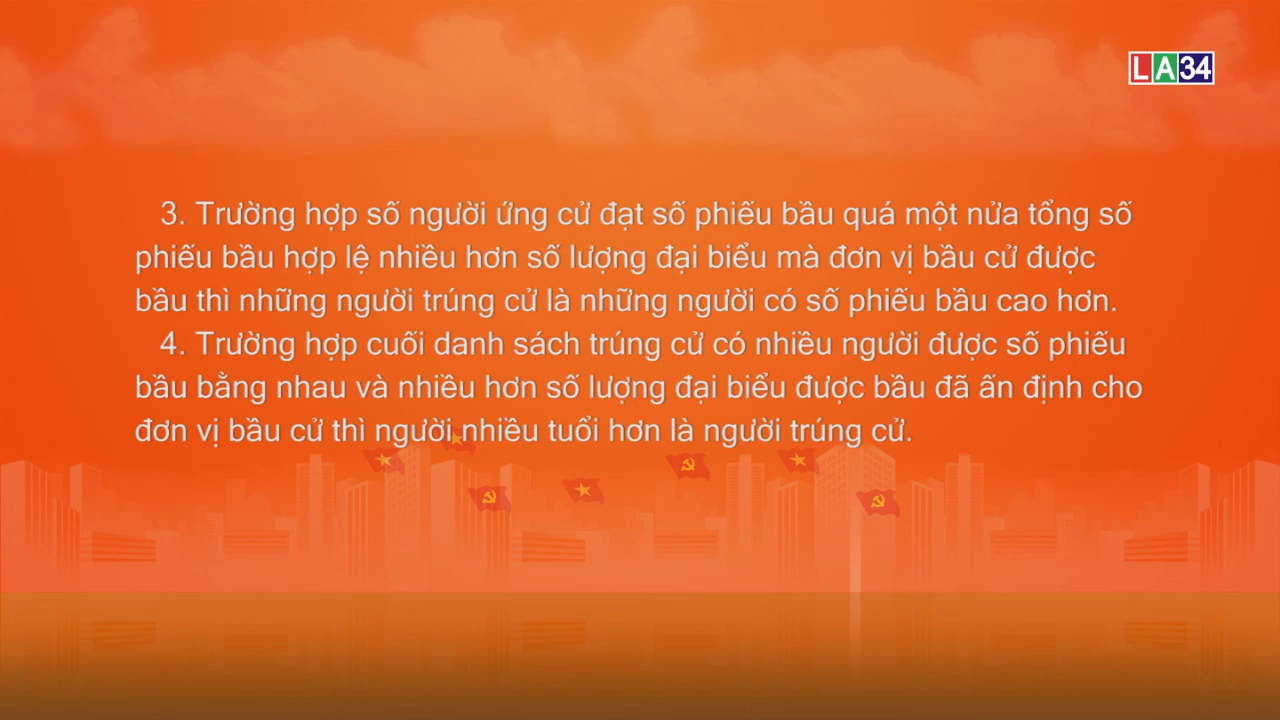 LA34
3. Trường hợp số người ứng cử đạt số phiếu bầu quá một nửa tổng số
phiếu bầu hợp lệ nhiều hơn số lượng đại biểu mà đơn vị bầu cử được
bầu thì những người trúng cử là những người có số phiếu bầu cao hơn.
4. Trường hợp cuối danh sách trúng cử có nhiều người được số phiếu
bầu bằng nhau và nhiều hơn số lượng đại biểu được bầu đã ấn định cho
đơn vị bầu cử thì người nhiều tuổi hơn là người trúng cử.